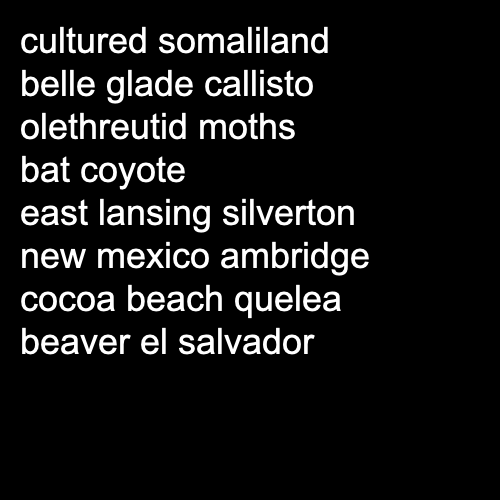 cultured somaliland
belle glade callisto
olethreutid moths
bat coyote
east lansing silverton
new mexico ambridge
cocoa beach quelea
beaver el salvador